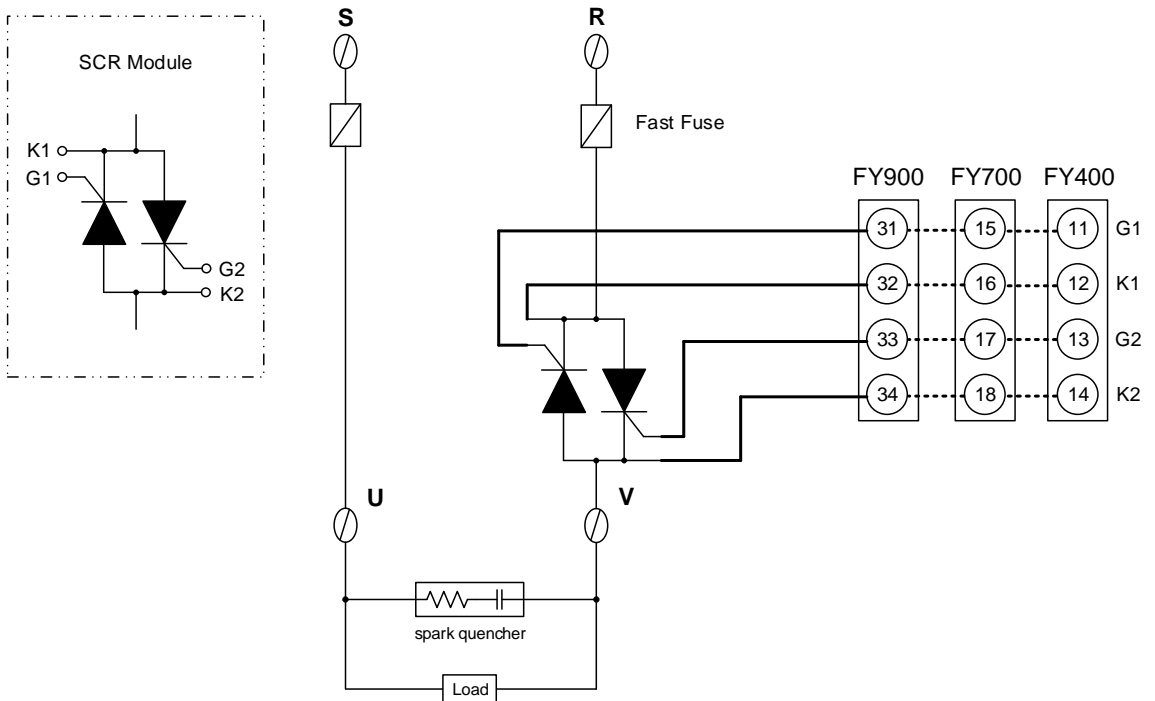 SCR Module
K1
G1
G2
K2
S
R
Fast Fuse
FY900 FY700 FY400
31 15 11 G1
32 16 12 K1
33 17 13 G2
34 18 14 K2
U
V
spark quencher
Load